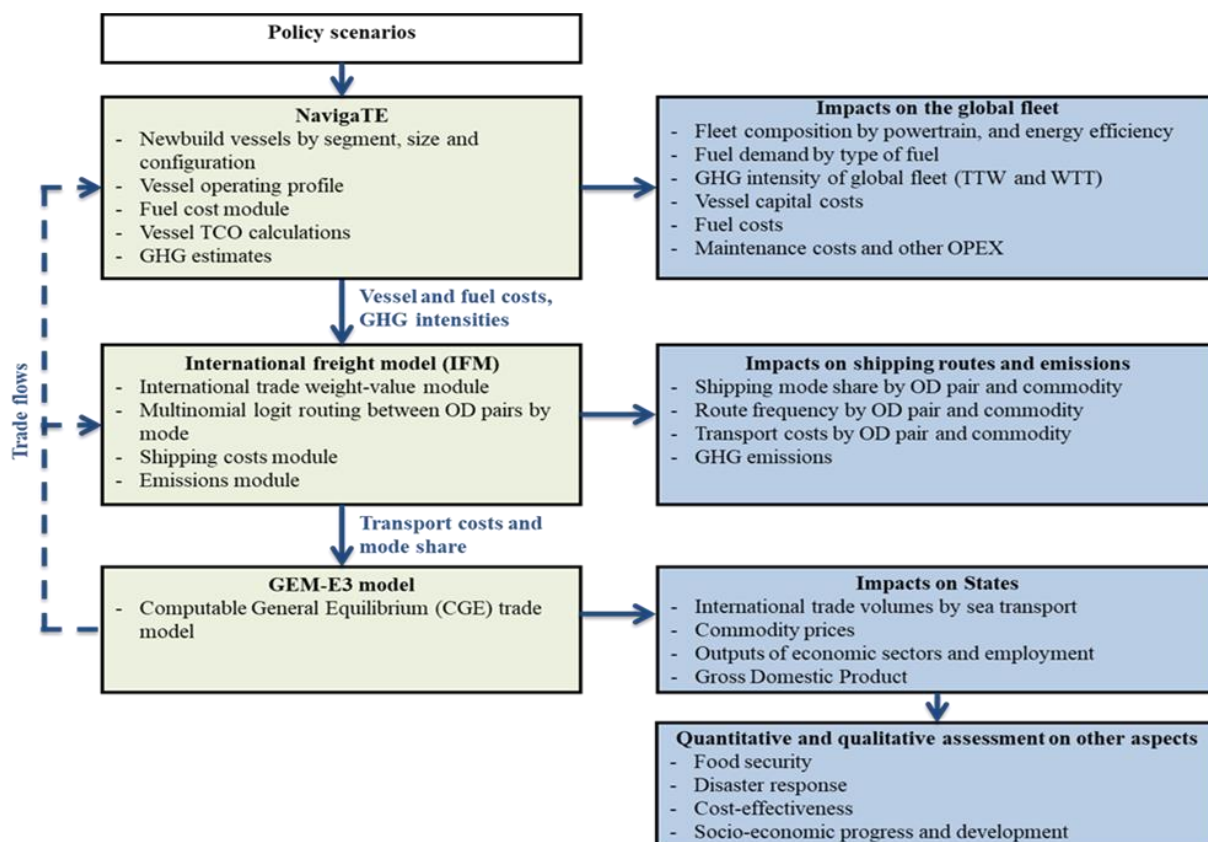 Policy scenarios
NavigaTE
- Newbuild vessels by segment, size and
configuration
- Vessel operating profile
- Fuel cost module
- Vessel TCO calculations
- GHG estimates
Impacts on the global fleet
- Fleet composition by powertrain, and energy efficiency
- Fuel demand by type of fuel
- GHG intensity of global fleet (TTW and WTT)
- Vessel capital costs
- Fuel costs
- Maintenance costs and other OPEX
Vessel and fuel costs,
GHG intensities
Trade flows
International freight model (IFM)
- International trade weight-value module
- Multinomial logit routing between OD pairs by
mode
- Shipping costs module
- Emissions module
Impacts on shipping routes and emissions
- Shipping mode share by OD pair and commodity
- Route frequency by OD pair and commodity
- Transport costs by OD pair and commodity
- GHG emissions
Transport costs and
mode share
GEM-E3 model
- Computable General Equilibrium (CGE) trade
model
Impacts on States
- International trade volumes by sea transport
- Commodity prices
- Outputs of economic sectors and employment
- Gross Domestic Product
Quantitative and qualitative assessment on other aspects
- Food security
- Disaster response
- Cost-effectiveness
- Socio-economic progress and development